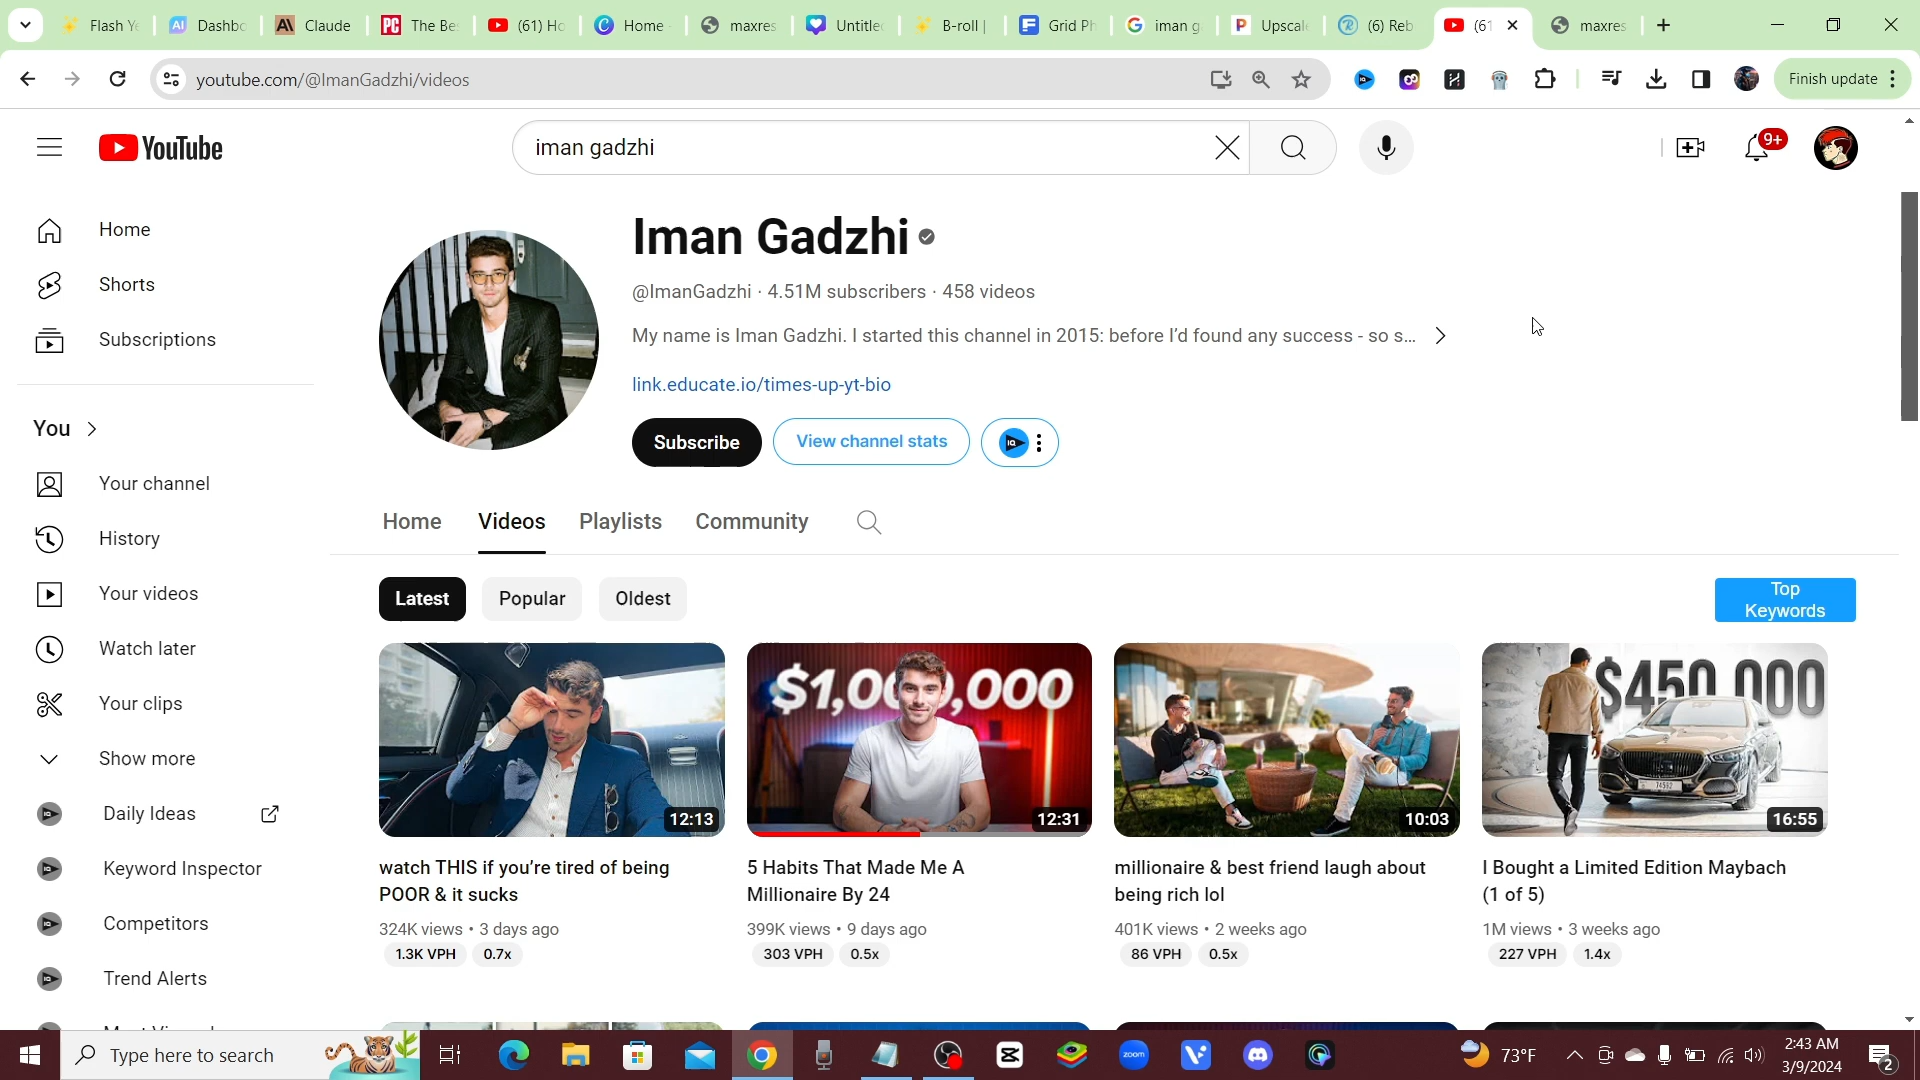 Flash Ye
Dashbo
Claude
The Be
(61) Ho
Home
maxres
Untitle
B-roll |
Grid Ph
iman g
Upscale
(6) Reb
(61
maxres
youtube.com/@ImanGadzhi/videos
Finish update
YouTube
iman gadzhi
9+
Home
Shorts
Subscriptions
You
Your channel
History
Your videos
Watch later
Your clips
Show more
Daily Ideas
Keyword Inspector
Competitors
Trend Alerts
Iman Gadzhi
@ImanGadzhi · 4.51M subscribers · 458 videos
My name is Iman Gadzhi. I started this channel in 2015: before I'd found any success - so s...
link.educate.io/times-up-yt-bio
Subscribe
View channel stats
Home
Videos
Playlists
Community
Latest
Popular
Oldest
Top
Keywords
12:13
watch THIS if you're tired of being
POOR & it sucks
324K views • 3 days ago
1.3K VPH
0.7x
12:31
5 Habits That Made Me A
Millionaire By 24
399K views • 9 days ago
303 VPH
0.5x
10:03
millionaire & best friend laugh about
being rich lol
401K views • 2 weeks ago
86 VPH
0.5x
$450,000
16:55
I Bought a Limited Edition Maybach
(1 of 5)
1M views • 3 weeks ago
227 VPH
1.4x
Type here to search
zoom
73°F
2:43 AM
3/9/2024
2